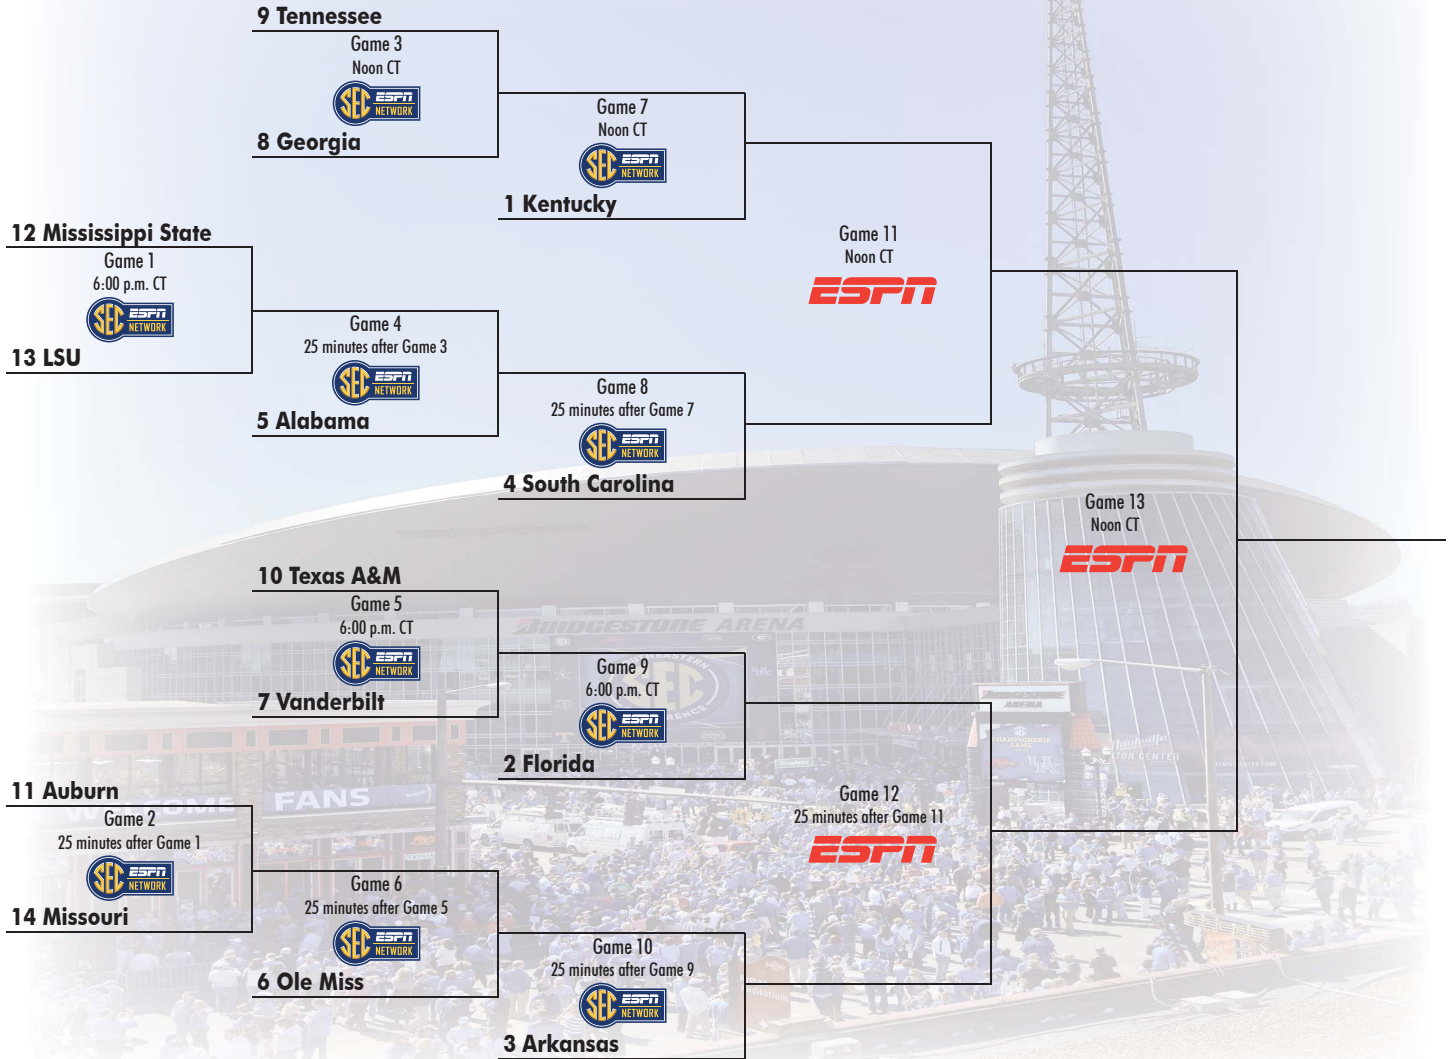 9 Tennessee
Game 3
Noon CT
SEC ESPN NETWORK
8 Georgia
Game 7
Noon CT
SEC ESPN NETWORK
1 Kentucky
12 Mississippi State
Game 1
6:00 p.m. CT
SEC ESPN NETWORK
13 LSU
Game 4
25 minutes after Game 3
SEC ESPN NETWORK
5 Alabama
Game 8
25 minutes after Game 7
SEC ESPN NETWORK
4 South Carolina
Game 11
Noon CT
ESPN
Game 13
Noon CT
ESPN
10 Texas A&M
Game 5
6:00 p.m. CT
SEC ESPN NETWORK
7 Vanderbilt
Game 9
6:00 p.m. CT
SEC ESPN NETWORK
2 Florida
11 Auburn
Game 2
25 minutes after Game 1
SEC ESPN NETWORK
14 Missouri
Game 6
25 minutes after Game 5
SEC ESPN NETWORK
6 Ole Miss
Game 10
25 minutes after Game 9
SEC ESPN NETWORK
3 Arkansas
Game 12
25 minutes after Game 11
ESPN
BRIDGESTONE ARENA
SEC
BRIDGESTONE
ARENA
CHAMPIONSHIP
GAME
Nashville
WELCOME FANS